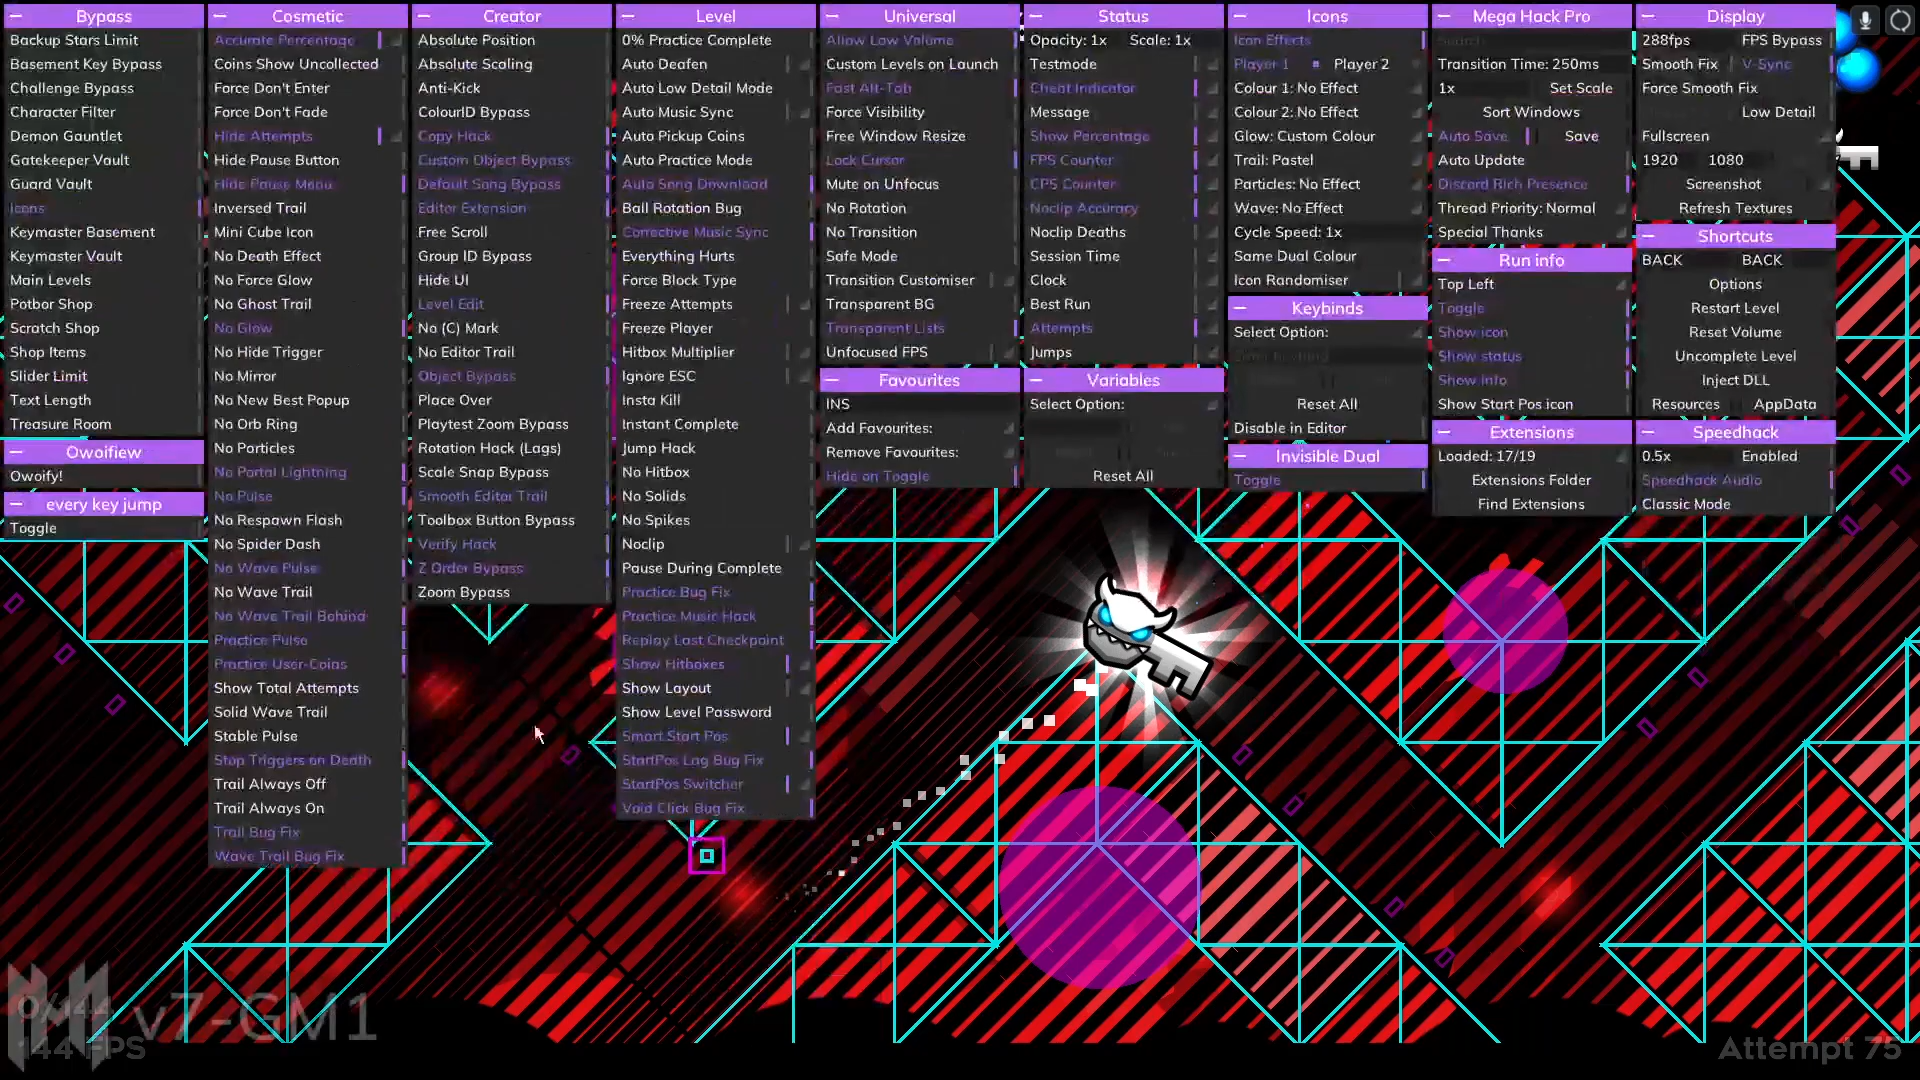 Bypass
Backup Stars Limit
Basement Key Bypass
Challenge Bypass
Character Filter
Demon Gauntlet
Gatekeeper Vault
Guard Vault
Icons
Keymaster Basement
Keymaster Vault
Main Levels
Potbor Shop
Scratch Shop
Shop Items
Slider Limit
Text Length
Treasure Room
Owoifiew
Owoify!
every key jump
Toggle
Cosmetic
Accurate Percentage
Coins Show Uncollected
Force Don't Enter
Force Don't Fade
Hide Attempts
Hide Pause Button
Hide Pause Menu
Inversed Trail
Mini Cube Icon
No Death Effect
No Force Glow
No Ghost Trail
No Glow
No Hide Trigger
No Mirror
No New Best Popup
No Orb Ring
No Particles
No Portal Lightning
No Pulse
No Respawn Flash
No Spider Dash
No Wave Pulse
No Wave Trail
No Wave Trail Behind
Practice Pulse
Practice User-Coins
Show Total Attempts
Solid Wave Trail
Stable Pulse
Stop Triggers on Death
Trail Always Off
Trail Always On
Trail Bug Fix
Wave Trail Bug Fix
Creator
Absolute Position
Absolute Scaling
Anti-Kick
ColourID Bypass
Copy Hack
Custom Object Bypass
Default Song Bypass
Editor Extension
Free Scroll
Group ID Bypass
Hide UI
Level Edit
No (C) Mark
No Editor Trail
Object Bypass
Place Over
Playtest Zoom Bypass
Rotation Hack (Lags)
Scale Snap Bypass
Smooth Editor Trail
Toolbox Button Bypass
Verify Hack
Z Order Bypass
Zoom Bypass
Level
0% Practice Complete
Auto Deafen
Auto Low Detail Mode
Auto Music Sync
Auto Pickup Coins
Auto Practice Mode
Auto Song Download
Ball Rotation Bug
Corrective Music Sync
Everything Hurts
Force Block Type
Freeze Attempts
Freeze Player
Hitbox Multiplier
Ignore ESC
Insta Kill
Instant Complete
Jump Hack
No Hitbox
No Solids
No Spikes
Noclip
Pause During Complete
Practice Bug Fix
Practice Music Hack
Replay Last Checkpoint
Show Hitboxes
Show Layout
Show Level Password
Smart Start Pos
StartPos Lag Bug Fix
StartPos Switcher
Void Click Bug Fix
Universal
Allow Low Volume
Custom Levels on Launch
Fast Alt-Tab
Force Visibility
Free Window Resize
Lock Cursor
Mute on Unfocus
No Rotation
No Transition
Safe Mode
Transition Customiser
Transparent BG
Transparent Lists
Unfocused FPS
Favourites
INS
Add Favourites:
Remove Favourites:
Hide on Toggle
Status
Opacity: 1x Scale: 1x
Testmode
Cheat Indicator
Message
Show Percentage
FPS Counter
CPS Counter
Noclip Accuracy
Noclip Deaths
Session Time
Clock
Best Run
Attempts
Jumps
Variables
Select Option:
Reset All
Icons
Icon Effects
Player 1 Player 2
Colour 1: No Effect
Colour 2: No Effect
Glow: Custom Colour
Trail: Pastel
Particles: No Effect
Wave: No Effect
Cycle Speed: 1x
Same Dual Colour
Icon Randomiser
Keybinds
Select Option:
Reset All
Disable in Editor
Invisible Dual
Toggle
Mega Hack Pro
Search
Transition Time: 250ms
1x Set Scale
Sort Windows
Auto Save Save
Auto Update
Discord Rich Presence
Thread Priority: Normal
Special Thanks
Run info
Top Left
Toggle
Show icon
Show status
Show info
Show Start Pos icon
Extensions
Loaded: 17/19
Extensions Folder
Find Extensions
Display
288fps FPS Bypass
Smooth Fix V-Sync
Force Smooth Fix
Low Detail
Fullscreen
1920 1080
Screenshot
Refresh Textures
Shortcuts
BACK BACK
Options
Restart Level
Reset Volume
Uncomplete Level
Inject DLL
Resources AppData
Speedhack
0.5x Enabled
Speedhack Audio
Classic Mode
0/144
v7-GM1
144 FPS
Attempt 75